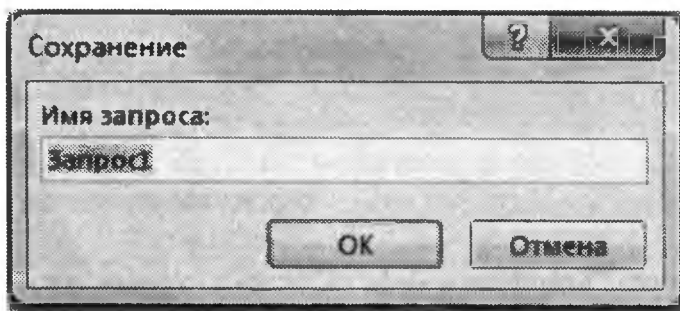 Сохранение
Имя запроса:
Запрос1
ОК
Отмена